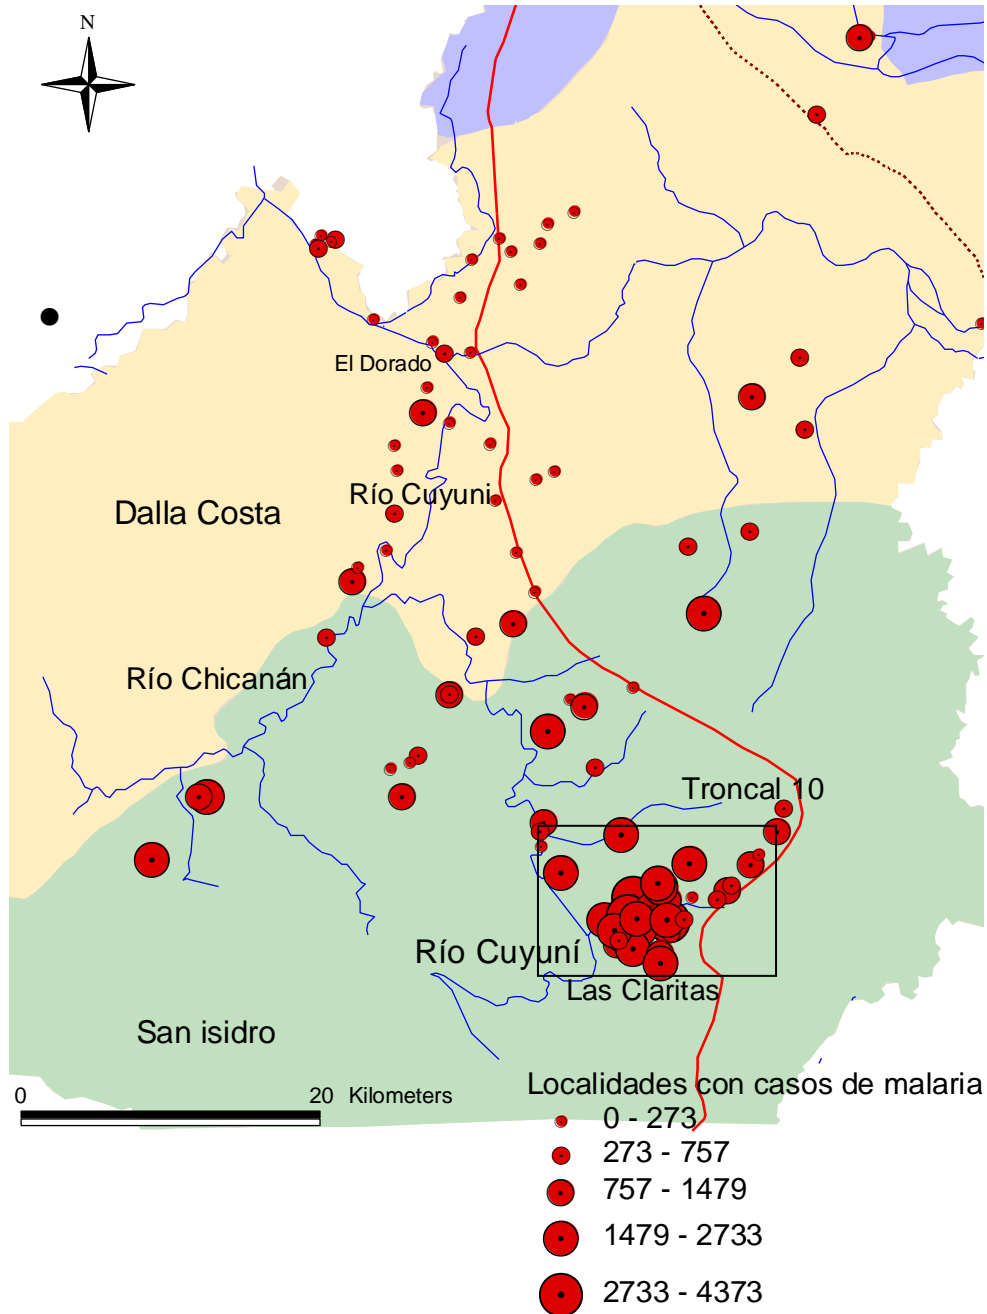 N
El Dorado
Río Cuyuni
Dalla Costa
Río Chicanán
Troncal 10
Río Cuyuní
Las Claritas
San isidro
0 20 Kilometers
Localidades con casos de malaria
0 - 273
273 - 757
757 - 1479
1479 - 2733
2733 - 4373